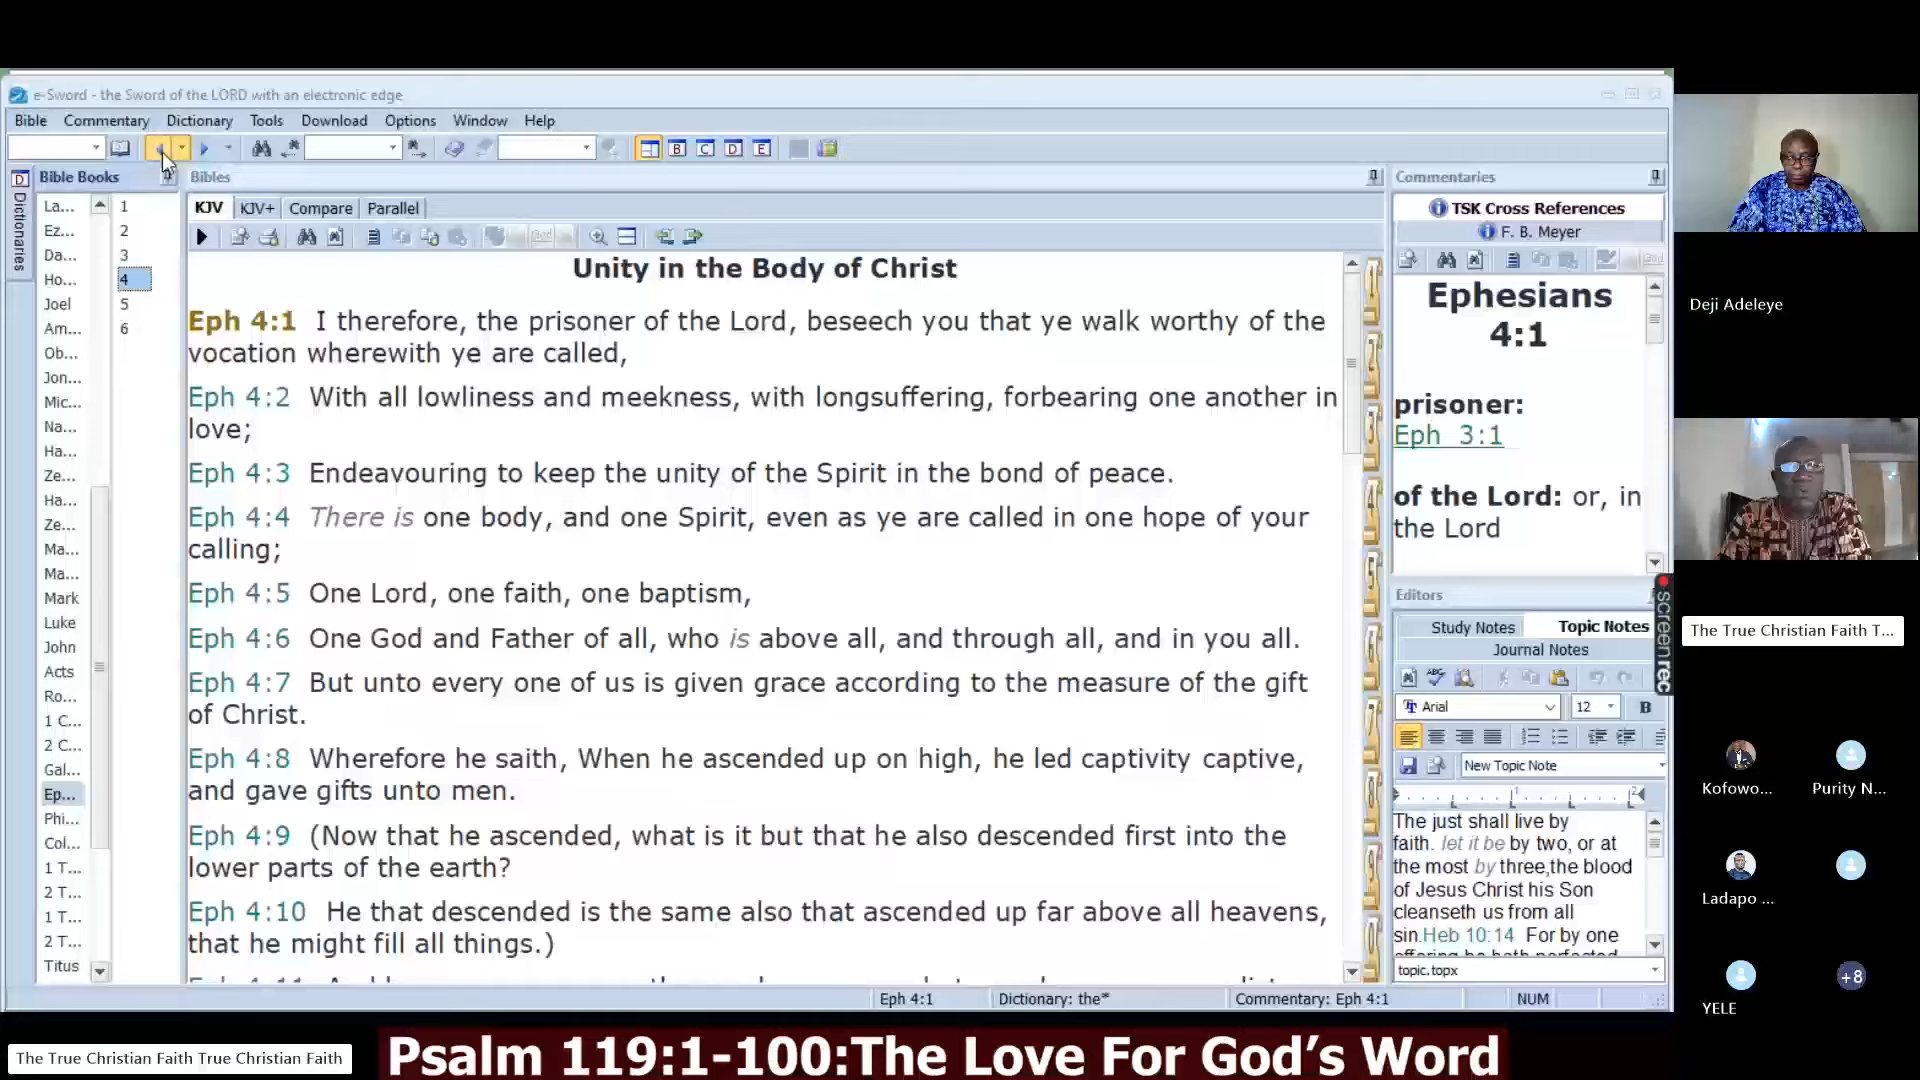 e-Sword - the Sword of the LORD with an electronic edge
Bible Commentary Dictionary Tools Download Options Window Help
B C D E
D Dictionaries
Bible Books
La... 1
Ez... 2
Da... 3
Ho... 4
Joel 5
Am... 6
Ob...
Jon...
Mic...
Na...
Ha...
Ze...
Ha...
Ze...
Ma...
Ma...
Mark
Luke
John
Acts
Ro...
1 C...
2 C...
Gal...
Ep...
Phi...
Col...
1 T...
2 T...
1 T...
2 T...
Titus
Bibles
KJV KJV+ Compare Parallel
Unity in the Body of Christ
Eph 4:1 I therefore, the prisoner of the Lord, beseech you that ye walk worthy of the
vocation wherewith ye are called,
Eph 4:2 With all lowliness and meekness, with longsuffering, forbearing one another in
love;
Eph 4:3 Endeavouring to keep the unity of the Spirit in the bond of peace.
Eph 4:4 There is one body, and one Spirit, even as ye are called in one hope of your
calling;
Eph 4:5 One Lord, one faith, one baptism,
Eph 4:6 One God and Father of all, who is above all, and through all, and in you all.
Eph 4:7 But unto every one of us is given grace according to the measure of the gift
of Christ.
Eph 4:8 Wherefore he saith, When he ascended up on high, he led captivity captive,
and gave gifts unto men.
Eph 4:9 (Now that he ascended, what is it but that he also descended first into the
lower parts of the earth?
Eph 4:10 He that descended is the same also that ascended up far above all heavens,
that he might fill all things.)
1
2
3
4
5
6
7
8
9
0
Commentaries
TSK Cross References
F. B. Meyer
Ephesians
4:1
prisoner:
Eph 3:1
of the Lord: or, in
the Lord
Editors
Study Notes Topic Notes
Journal Notes
Arial 12 B
New Topic Note
1 2
The just shall live by
faith. let it be by two, or at
the most by three,the blood
of Jesus Christ his Son
cleanseth us from all
sin.Heb 10:14 For by one
offering he hath perfected
topic.topx
screenrec
Eph 4:1 Dictionary: the* Commentary: Eph 4:1 NUM
Deji Adeleye
The True Christian Faith T...
Kofowo... Purity N...
Ladapo ...
YELE +8
The True Christian Faith True Christian Faith
Psalm 119:1-100:The Love For God's Word